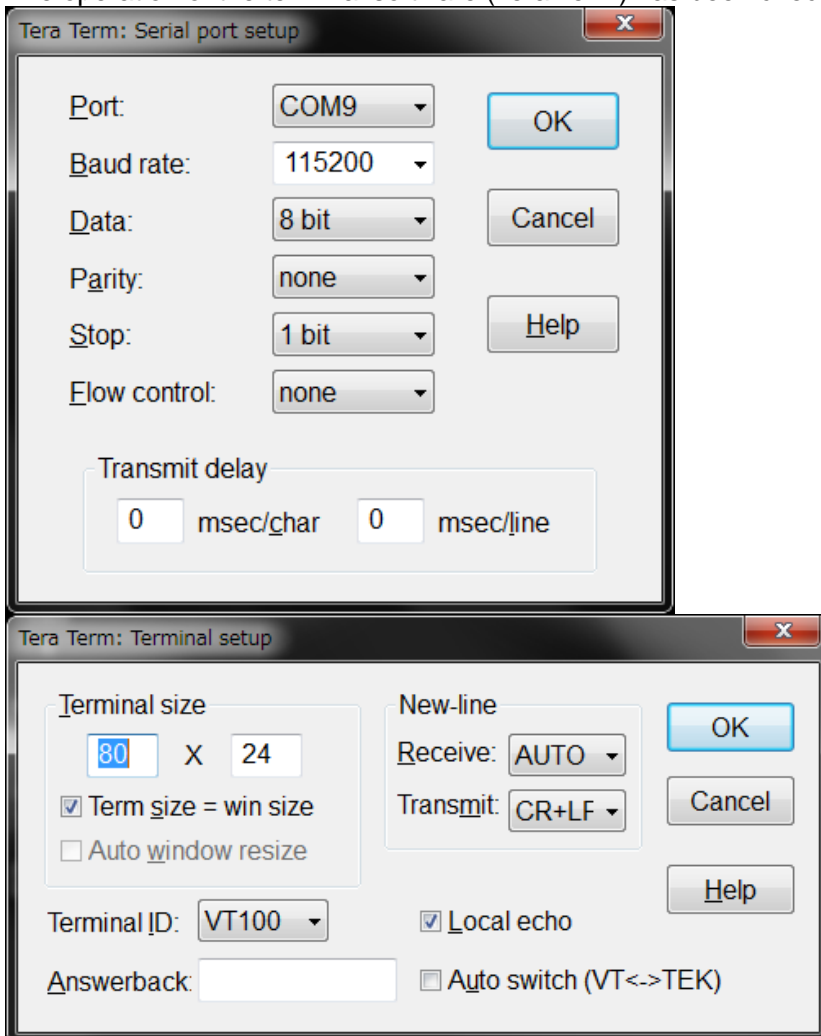 Tera Term: Serial port setup
Port: COM9
OK
Baud rate: 115200
Data: 8 bit
Cancel
Parity: none
Stop: 1 bit
Help
Flow control: none
Transmit delay
0 msec/char 0 msec/line
Tera Term: Terminal setup
Terminal size
80 X 24
Term size = win size
Auto window resize
New-line
Receive: AUTO
Transmit: CR+LF
OK
Cancel
Help
Terminal ID: VT100
Local echo
Answerback:
Auto switch (VT<->TEK)